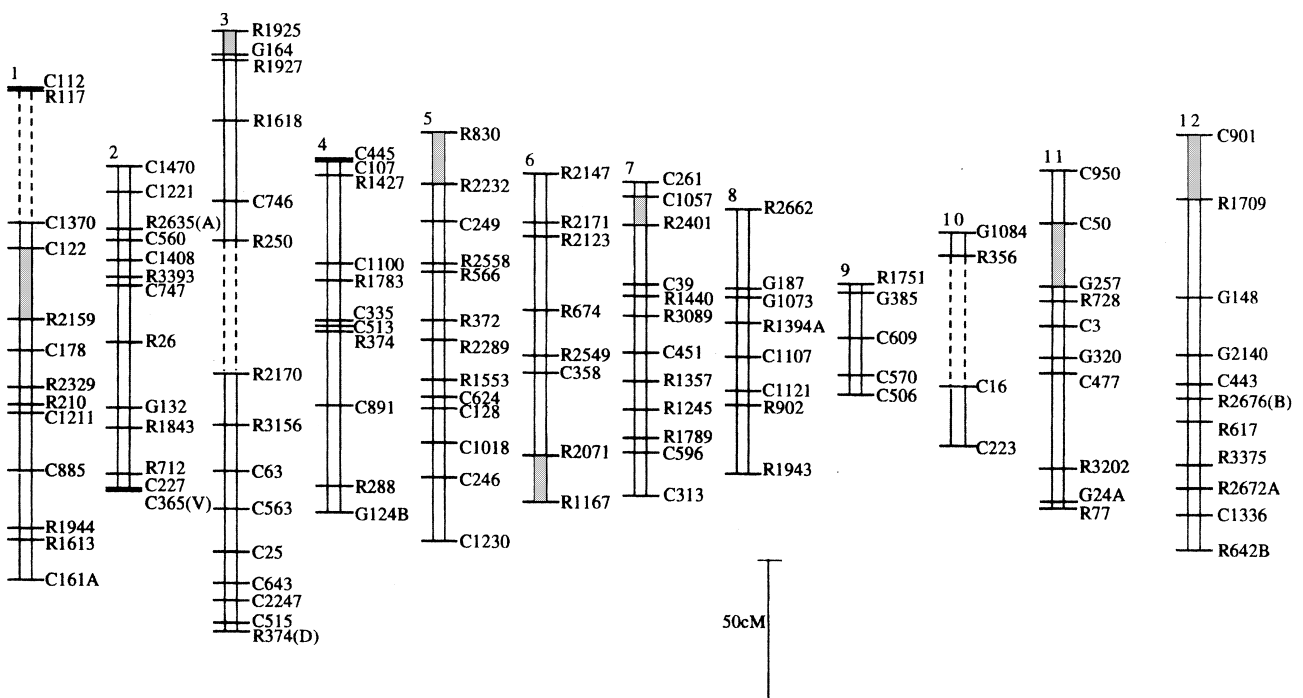 1
C112
R117
C1370
C122
R2159
C178
R2329
R210
C1211
C885
R1944
R1613
C161A
2
C1470
C1221
R2635(A)
C560
C1408
R3393
C747
R26
G132
R1843
R712
C227
C365(V)
3
R1925
G164
R1927
R1618
C746
R250
R2170
R3156
C63
C563
C25
C643
C2247
C515
R374(D)
4
C445
C107
R1427
C1100
R1783
C335
C513
R374
C891
R288
G124B
5
R830
R2232
C249
R2558
R566
R372
R2289
R1553
C624
C128
C1018
C246
C1230
6
R2147
R2171
R2123
R674
R2549
C358
R2071
R1167
7
C261
C1057
R2401
C39
R1440
R3089
C451
R1357
R1245
R1789
C596
C313
8
R2662
G187
G1073
R1394A
C1107
C1121
R902
R1943
9
R1751
G385
C609
C570
C506
10
G1084
R356
C16
C223
11
C950
C50
G257
R728
C3
G320
C477
R3202
G24A
R77
12
C901
R1709
G148
G2140
C443
R2676(B)
R617
R3375
R2672A
C1336
R642B
50cM